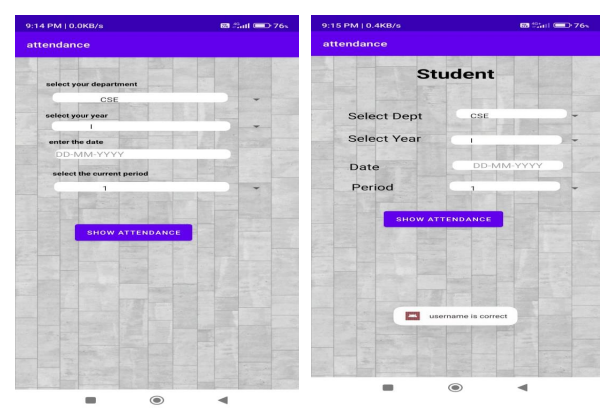 9:14 PM | 0.0KB/s
76%
attendance
select your department
CSE
select your year
I
enter the date
DD-MM-YYYY
select the current period
1
SHOW ATTENDANCE
9:15 PM | 0.4KB/s
76%
attendance
Student
Select Dept CSE
Select Year I
Date DD-MM-YYYY
Period 1
SHOW ATTENDANCE
username is correct